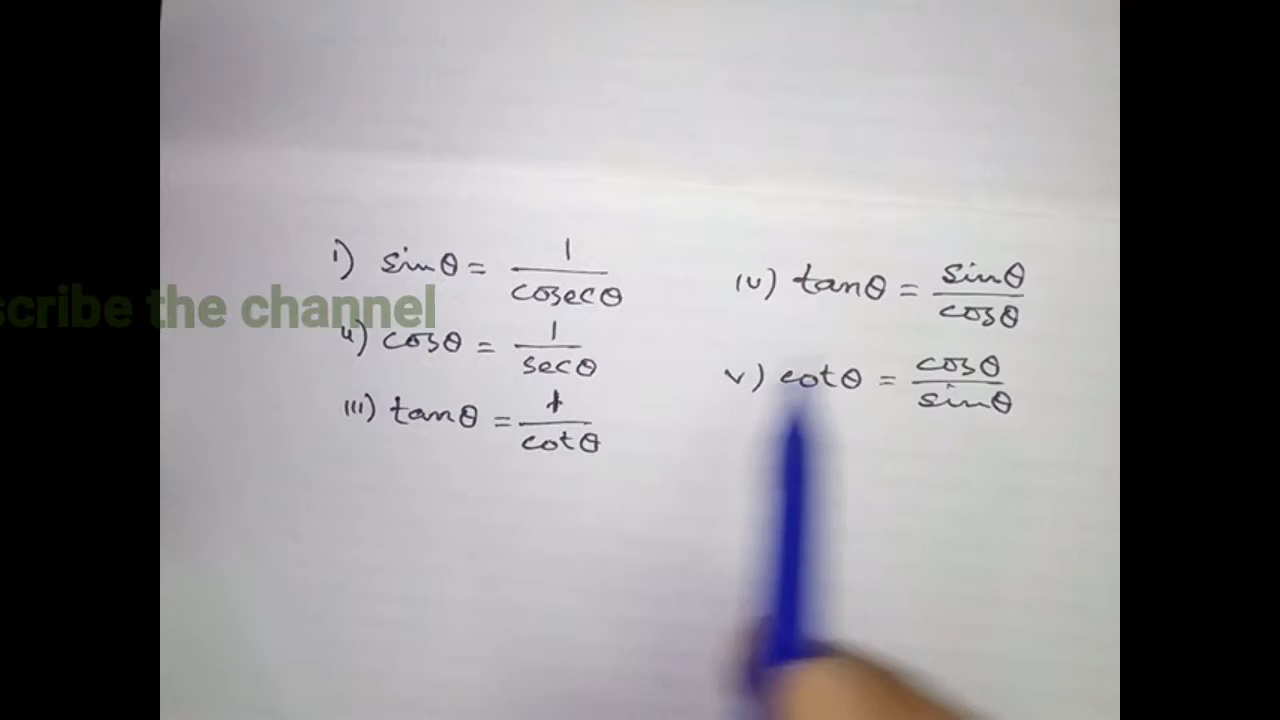 i) sinθ = 1/cosecθ
ii) cosθ = 1/secθ
iii) tanθ = 1/cotθ
iv) tanθ = sinθ/cosθ
v) cotθ = cosθ/sinθ
scribe the channel